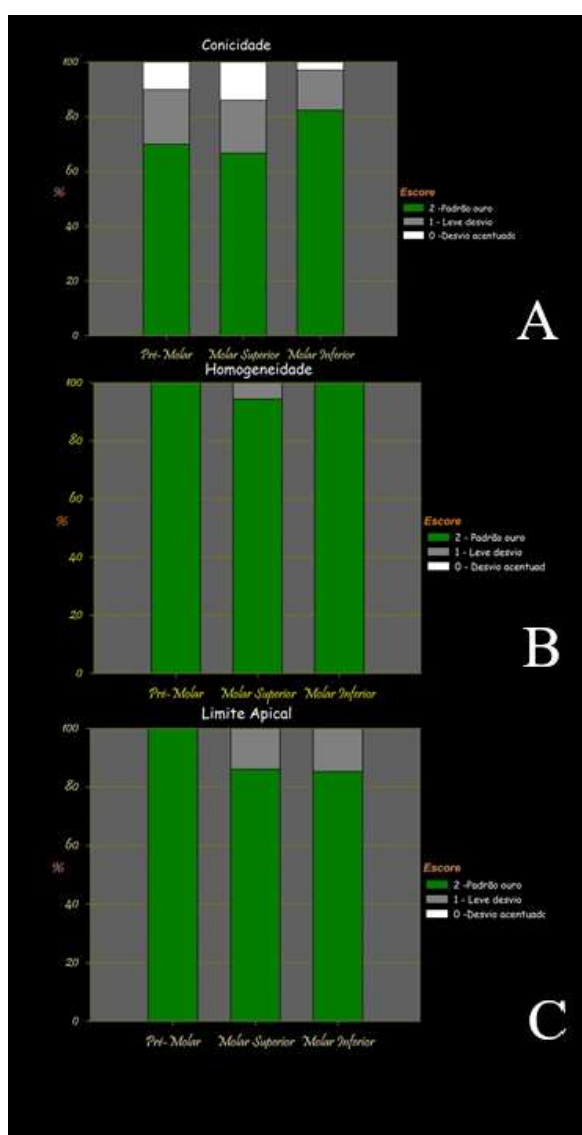 Conicidade
100
80
60
%
40
20
0
Pré-Molar Molar Superior Molar Inferior
Escore
2 -Padrão ouro
1 - Leve desvio
0 -Desvio acentuadc
A
Homogeneidade
100
80
60
%
40
20
0
Pré-Molar Molar Superior Molar Inferior
Escore
2 - Padrão ouro
1 - Leve desvio
0 - Desvio acentuad
B
Limite Apical
100
80
60
%
40
20
0
Pré-Molar Molar Superior Molar Inferior
Escore
2 -Padrão ouro
1 - Leve desvio
0 -Desvio acentuadc
C